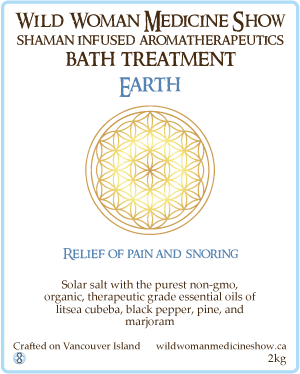 Wild Woman Medicine Show
shaman infused aromatherapeutics
bath treatment
Earth
Relief of pain and snoring
Solar salt with the purest non-gmo,
organic, therapeutic grade essential oils of
litsea cubeba, black pepper, pine, and
marjoram
Crafted on Vancouver Island wildwomanmedicineshow.ca
2kg